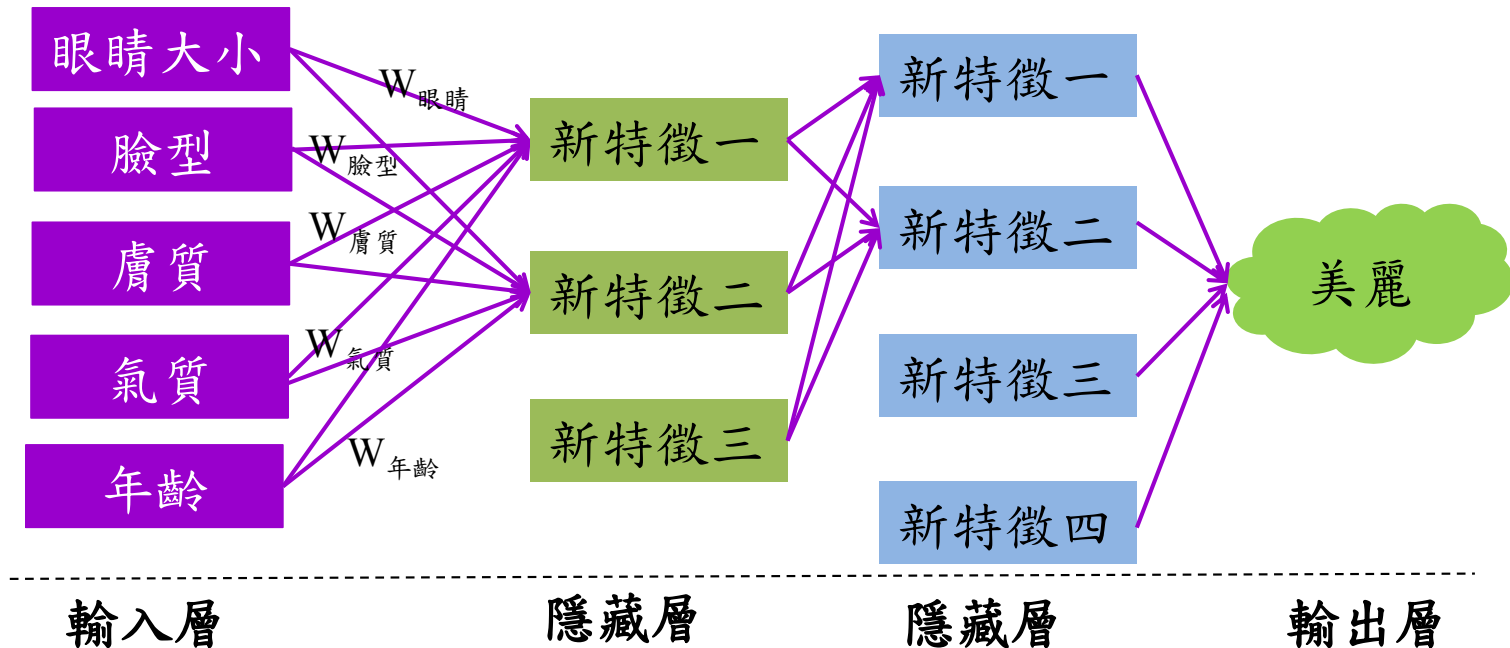 眼睛大小
臉型
膚質
氣質
年齡
W眼睛
W臉型
W膚質
W氣質
W年齡
新特徵一
新特徵二
新特徵三
新特徵一
新特徵二
新特徵三
新特徵四
美麗
輸入層
隱藏層
隱藏層
輸出層